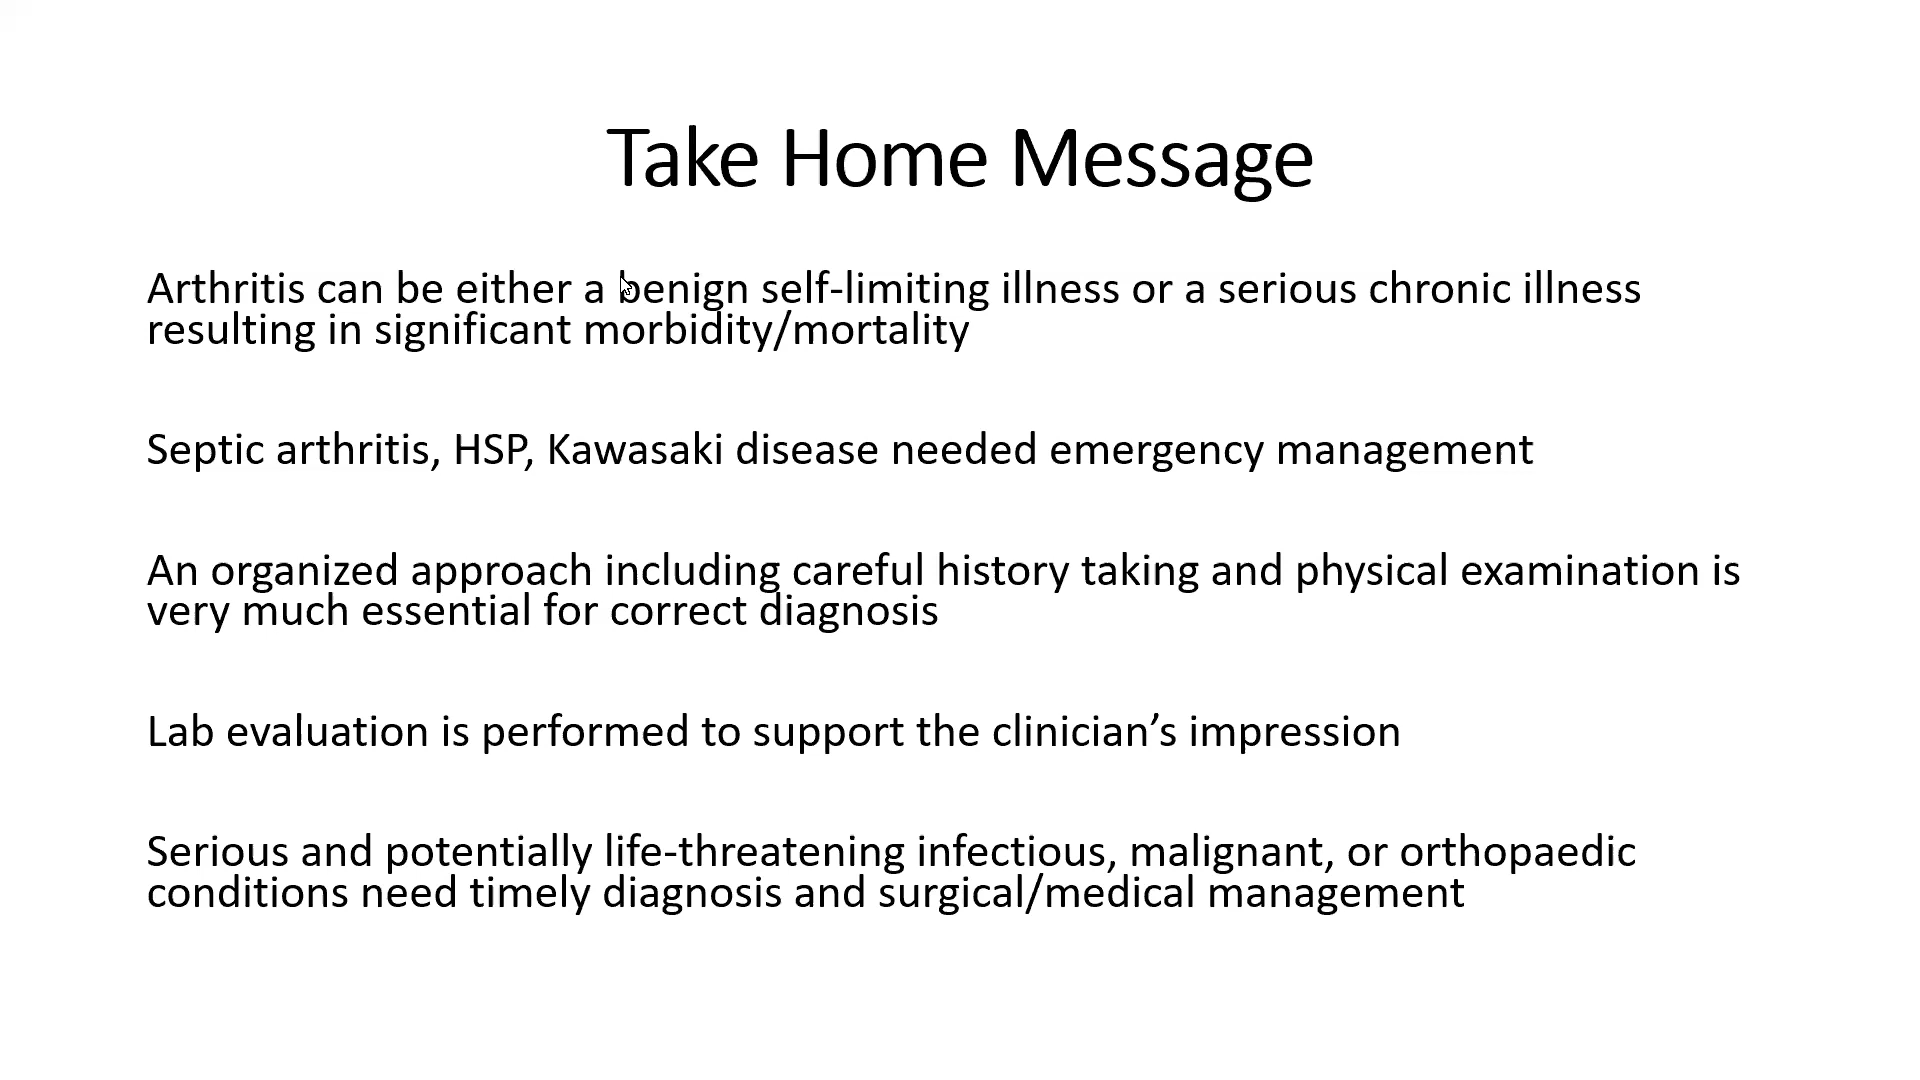 Take Home Message
Arthritis can be either a benign self-limiting illness or a serious chronic illness
resulting in significant morbidity/mortality
Septic arthritis, HSP, Kawasaki disease needed emergency management
An organized approach including careful history taking and physical examination is
very much essential for correct diagnosis
Lab evaluation is performed to support the clinician’s impression
Serious and potentially life-threatening infectious, malignant, or orthopaedic
conditions need timely diagnosis and surgical/medical management